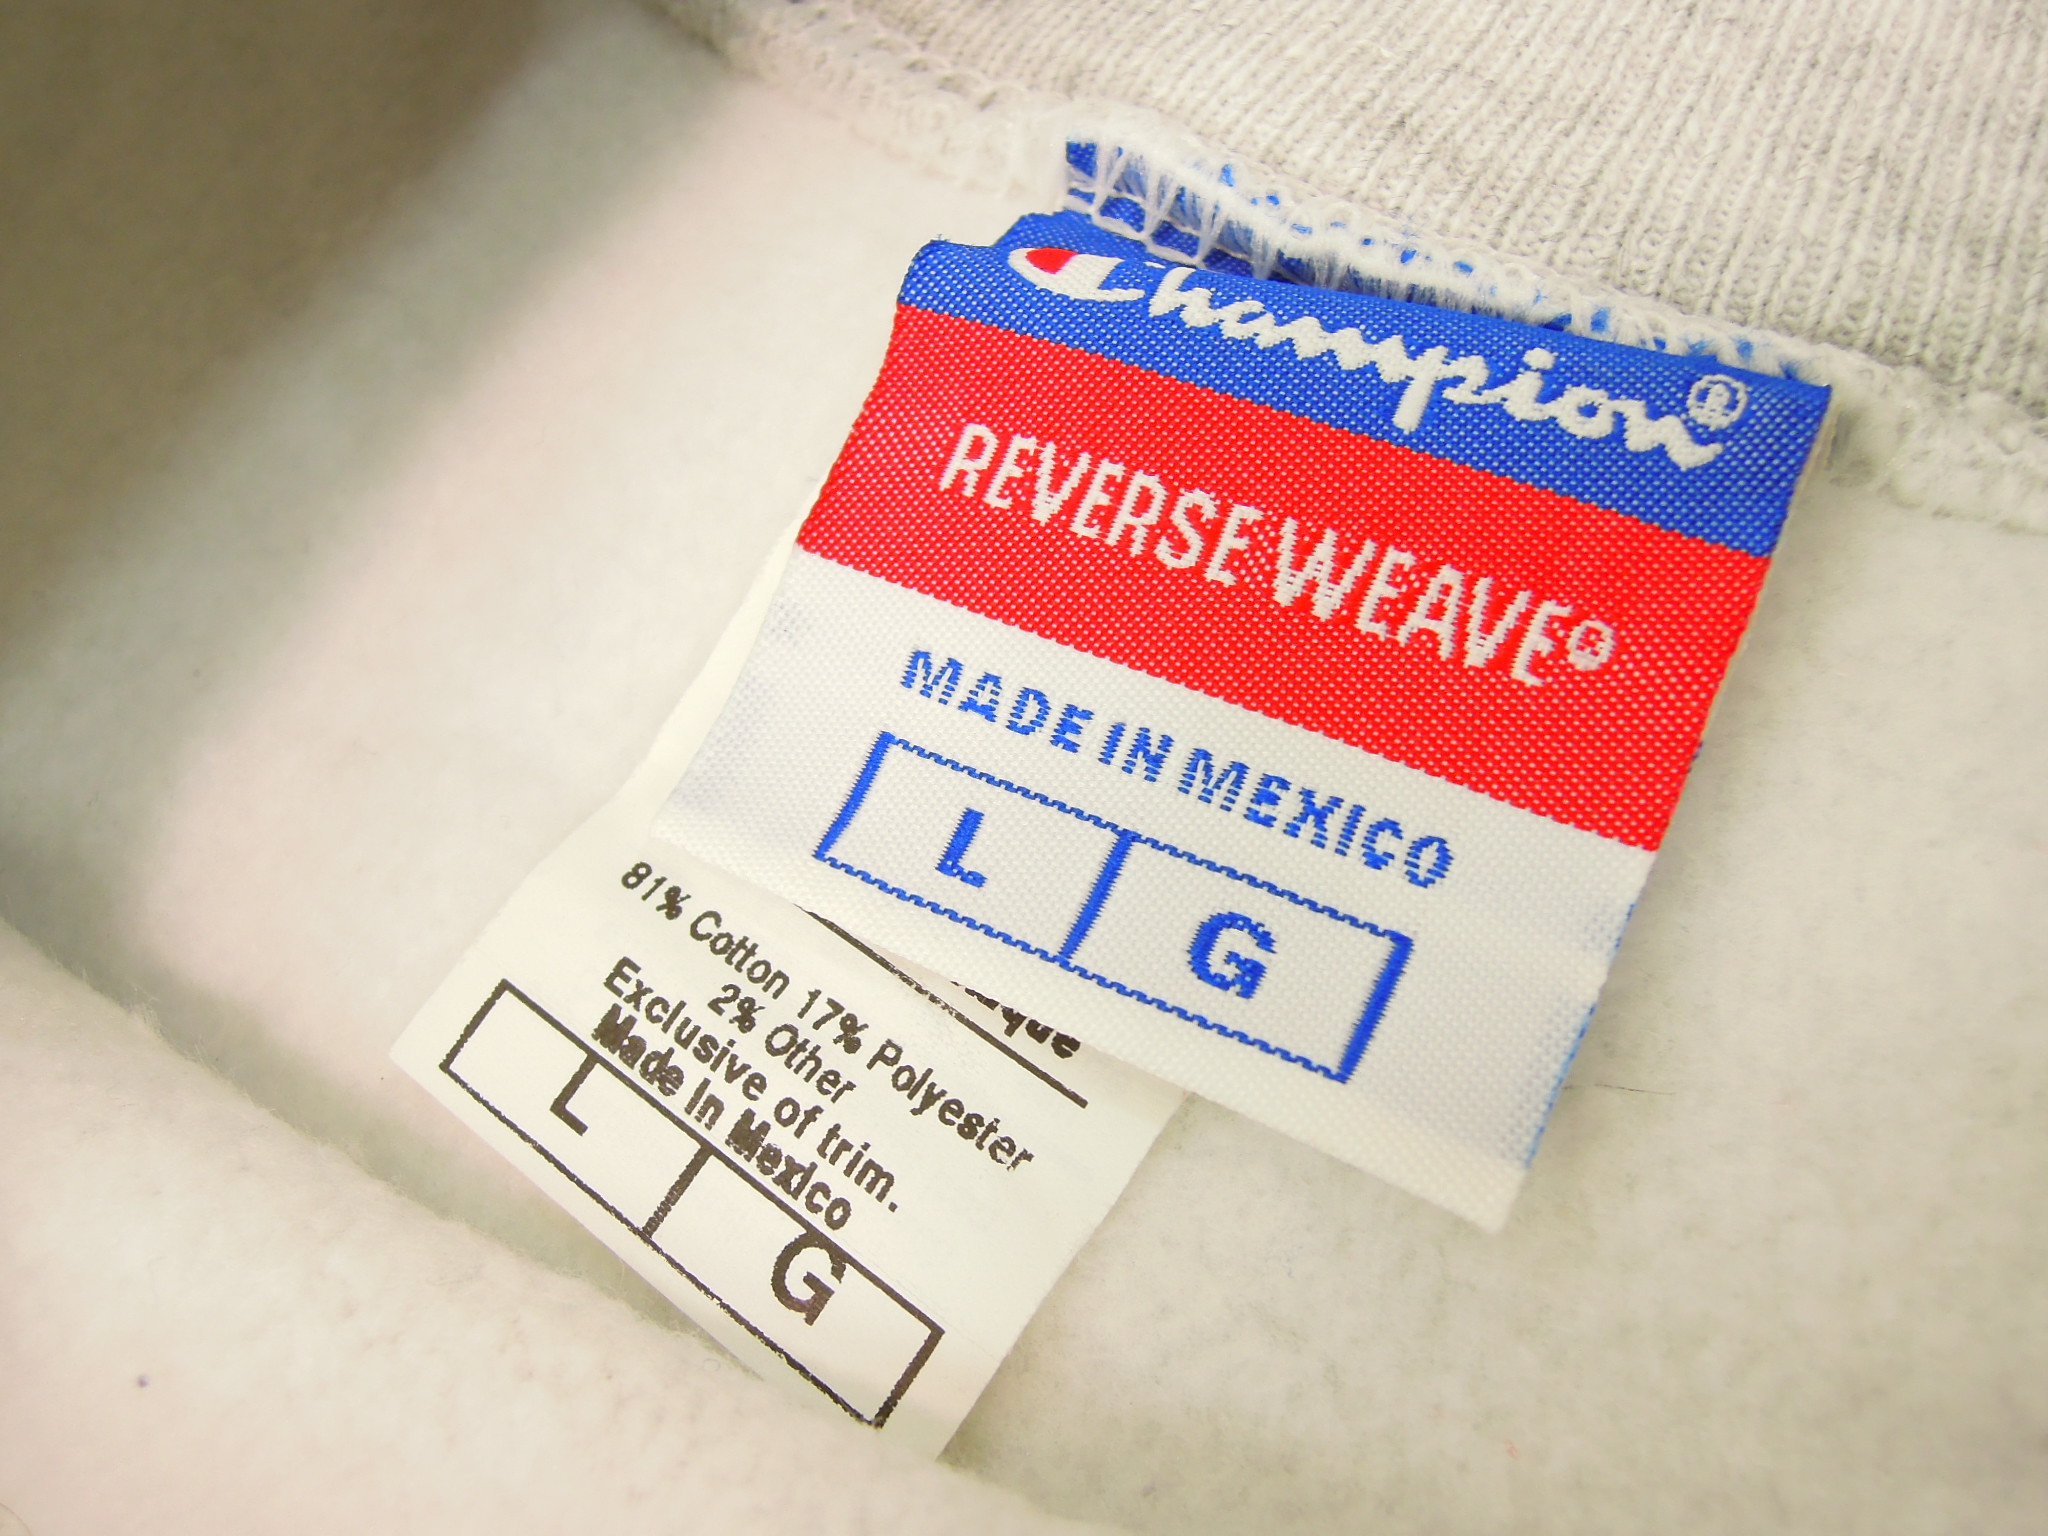 Champion®
REVERSE WEAVE®
MADE IN MEXICO
L G
81% Cotton 17% Polyester
2% Other
Exclusive of trim.
Made In Mexico
L G